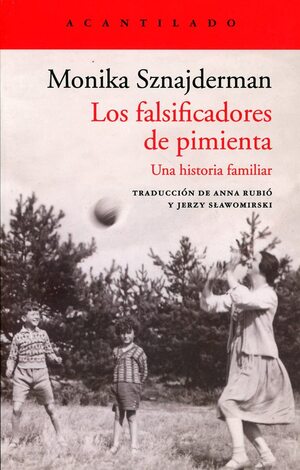 ACANTILADO
Monika Sznajderman
Los falsificadores
de pimienta
Una historia familiar
TRADUCCIÓN DE ANNA RUBIÓ
Y JERZY SŁAWOMIRSKI